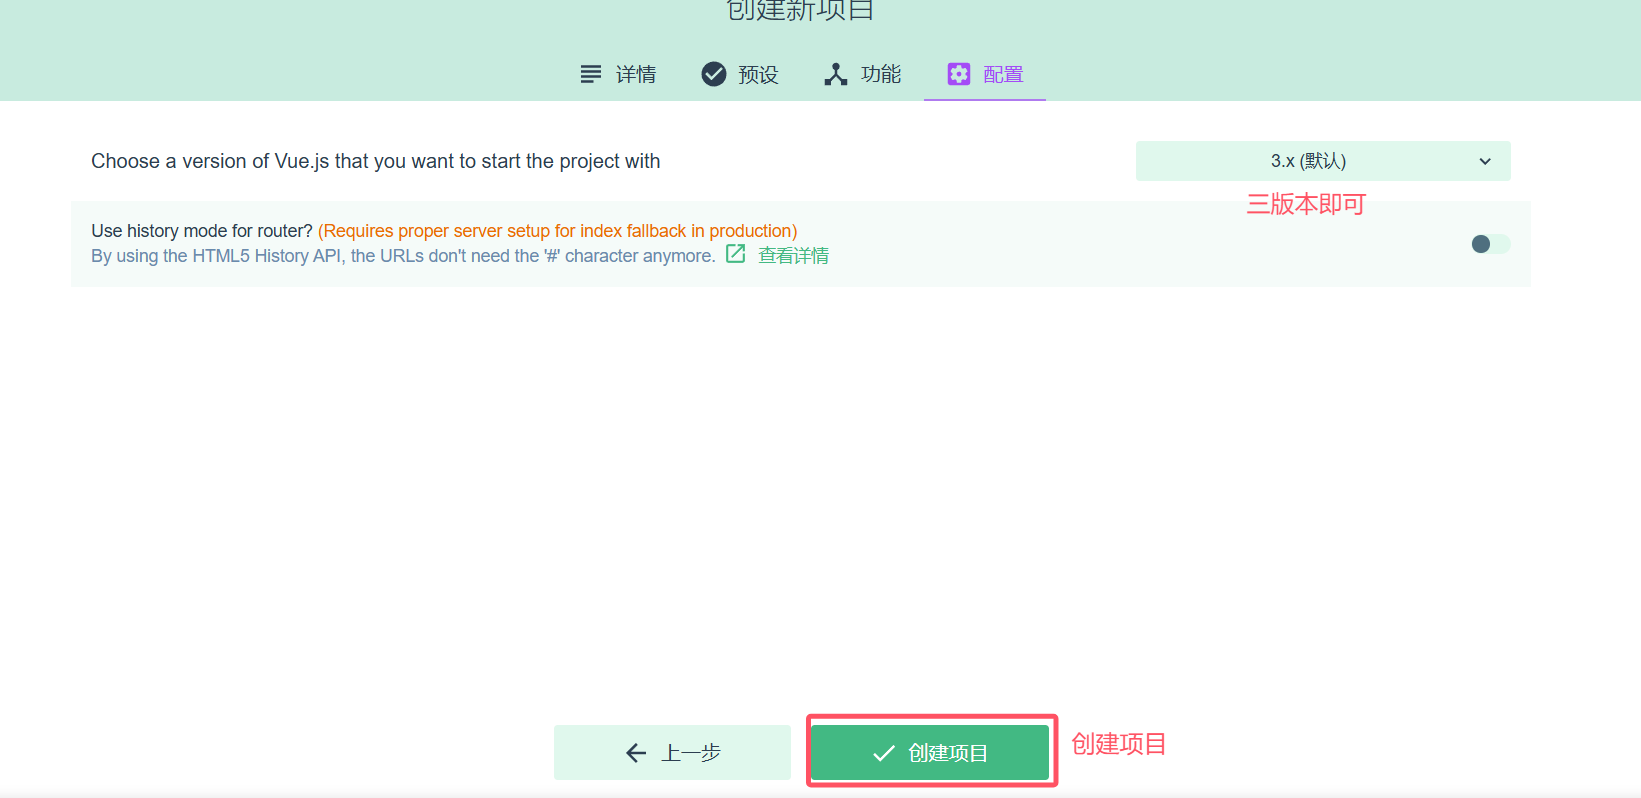 创建新项目
详情 预设 功能 配置
Choose a version of Vue.js that you want to start the project with 3.x (默认)
三版本即可
Use history mode for router? (Requires proper server setup for index fallback in production)
By using the HTML5 History API, the URLs don't need the '#' character anymore. 查看详情
上一步 创建项目 创建项目